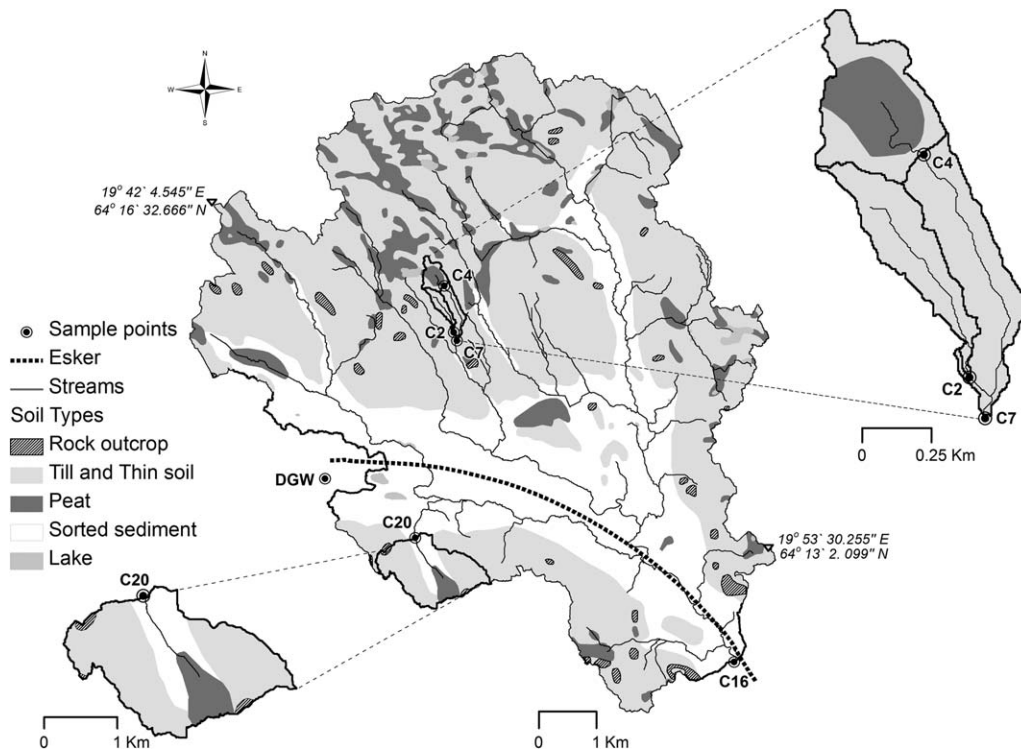 N
W E
S
19° 42` 4.545" E
64° 16` 32.666" N
C4
C4
Sample points
Esker
Streams
Soil Types
Rock outcrop
Till and Thin soil
Peat
Sorted sediment
Lake
C2
C7
C2
C7
0 0.25 Km
DGW
C20
19° 53` 30.255" E
64° 13` 2.099" N
C20
C16
0 1 Km
0 1 Km